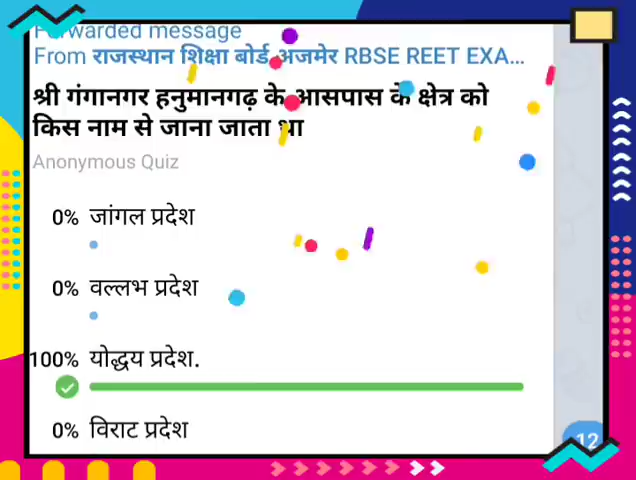 Forwarded message
From राजस्थान शिक्षा बोर्ड अजमेर RBSE REET EXA...
श्री गंगानगर हनुमानगढ़ के आसपास के क्षेत्र को
किस नाम से जाना जाता था
Anonymous Quiz
0% जांगल प्रदेश
0% वल्लभ प्रदेश
100% योद्धय प्रदेश.
0% विराट प्रदेश
12